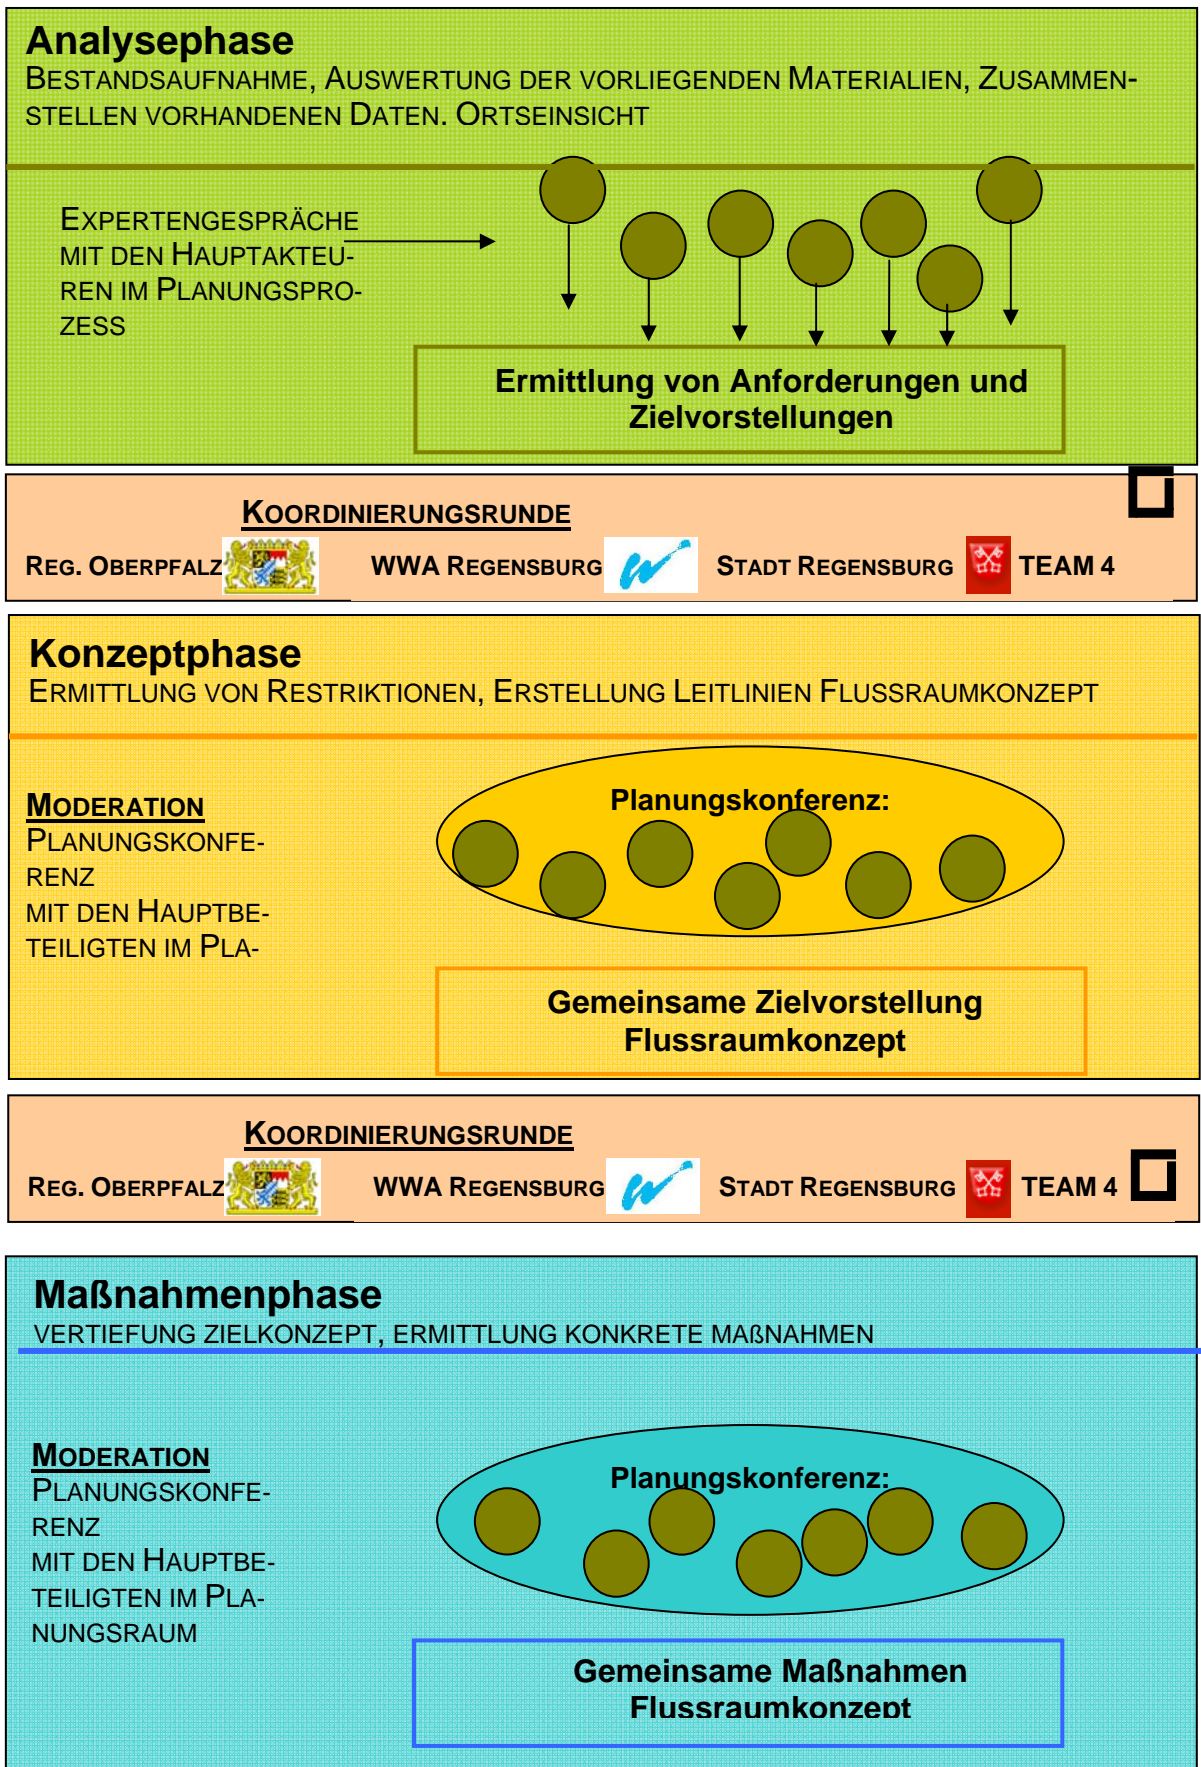 Analysephase
BESTANDSAUFNAHME, AUSWERTUNG DER VORLIEGENDEN MATERIALIEN, ZUSAMMEN-
STELLEN VORHANDENEN DATEN. ORTSEINSICHT
EXPERTENGESPRÄCHE
MIT DEN HAUPTAKTEU-
REN IM PLANUNGSPRO-
ZESS
Ermittlung von Anforderungen und
Zielvorstellungen
KOORDINIERUNGSRUNDE
REG. OBERPFALZ WWA REGENSBURG STADT REGENSBURG TEAM 4
Konzeptphase
ERMITTLUNG VON RESTRIKTIONEN, ERSTELLUNG LEITLINIEN FLUSSRAUMKONZEPT
MODERATION
PLANUNGSKONFE-
RENZ
MIT DEN HAUPTBE-
TEILIGTEN IM PLA-
Planungskonferenz:
Gemeinsame Zielvorstellung
Flussraumkonzept
KOORDINIERUNGSRUNDE
REG. OBERPFALZ WWA REGENSBURG STADT REGENSBURG TEAM 4
Maßnahmenphase
VERTIEFUNG ZIELKONZEPT, ERMITTLUNG KONKRETE MAßNAHMEN
MODERATION
PLANUNGSKONFE-
RENZ
MIT DEN HAUPTBE-
TEILIGTEN IM PLA-
NUNGSRAUM
Planungskonferenz:
Gemeinsame Maßnahmen
Flussraumkonzept